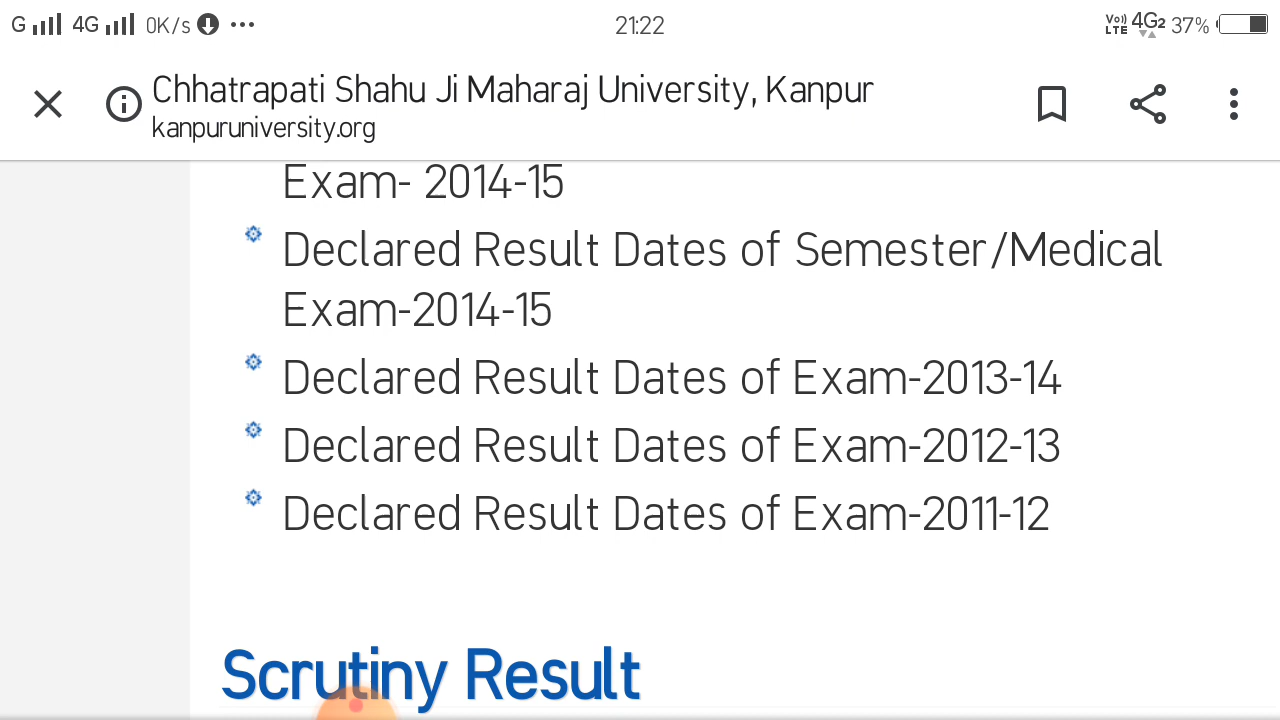 G 4G 0K/s ... 21:22 Vo)) LTE 4G2 37%
Chhatrapati Shahu Ji Maharaj University, Kanpur
kanpuruniversity.org
Exam- 2014-15
Declared Result Dates of Semester/Medical
Exam-2014-15
Declared Result Dates of Exam-2013-14
Declared Result Dates of Exam-2012-13
Declared Result Dates of Exam-2011-12
Scrutiny Result